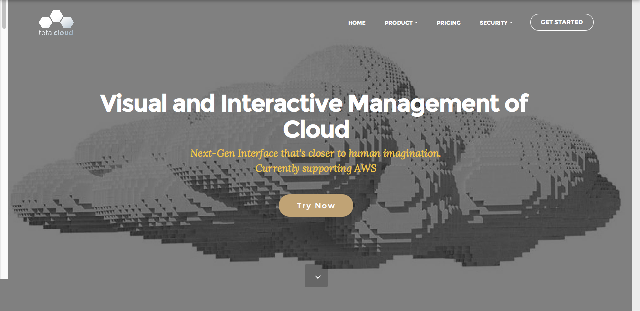 total cloud
HOME PRODUCT PRICING SECURITY GET STARTED
Visual and Interactive Management of
Cloud
Next-Gen Interface that's closer to human imagination.
Currently supporting AWS
Try Now